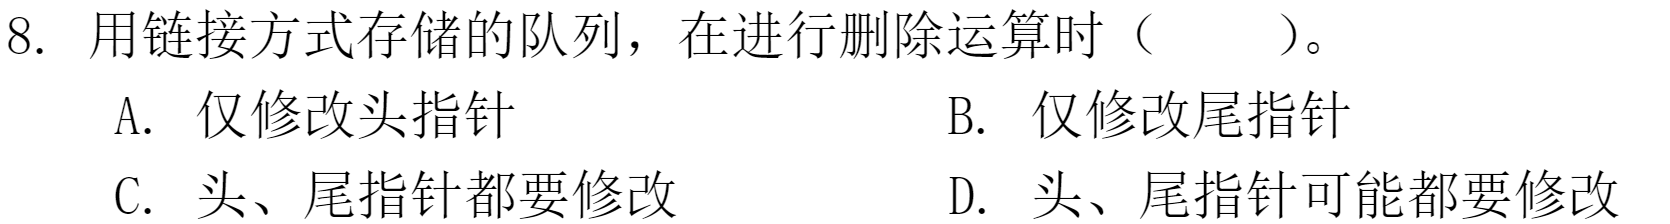 8. 用链接方式存储的队列，在进行删除运算时（　　）。
A. 仅修改头指针　　B. 仅修改尾指针
C. 头、尾指针都要修改　　D. 头、尾指针可能都要修改